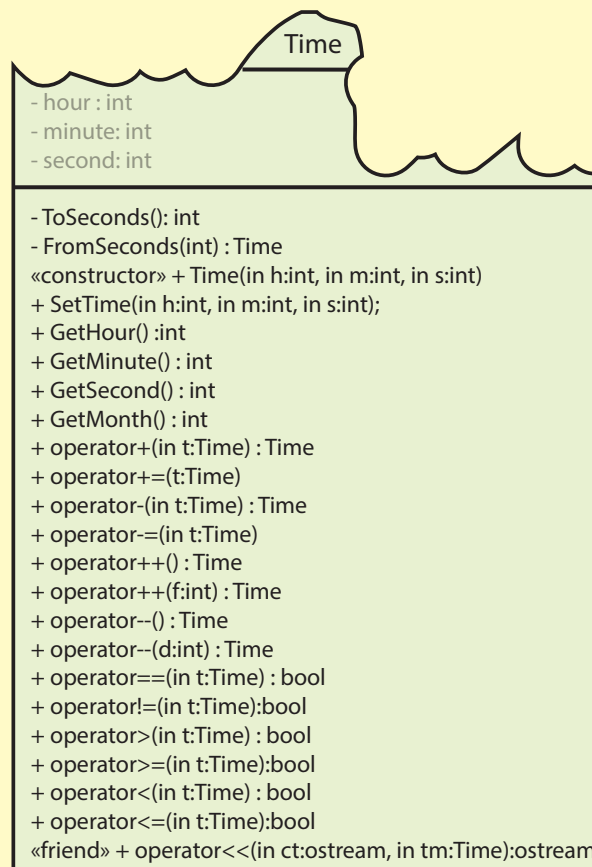 Time
- hour : int
- minute: int
- second: int
- ToSeconds(): int
- FromSeconds(int) : Time
«constructor» + Time(in h:int, in m:int, in s:int)
+ SetTime(in h:int, in m:int, in s:int);
+ GetHour() :int
+ GetMinute() : int
+ GetSecond() : int
+ GetMonth() : int
+ operator+(in t:Time) : Time
+ operator+=(t:Time)
+ operator-(in t:Time) : Time
+ operator-=(in t:Time)
+ operator++() : Time
+ operator++(f:int) : Time
+ operator--() : Time
+ operator--(d:int) : Time
+ operator==(in t:Time) : bool
+ operator!=(in t:Time):bool
+ operator>(in t:Time) : bool
+ operator>=(in t:Time):bool
+ operator<(in t:Time) : bool
+ operator<=(in t:Time):bool
«friend» + operator<<(in ct:ostream, in tm:Time):ostream